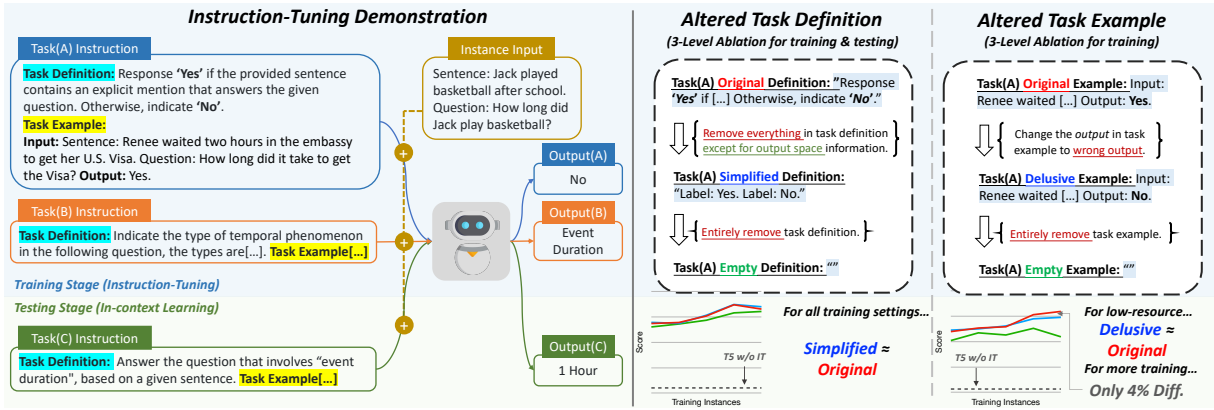 Instruction-Tuning Demonstration
Task(A) Instruction
Task Definition: Response ‘Yes’ if the provided sentence
contains an explicit mention that answers the given
question. Otherwise, indicate ‘No’.
Task Example:
Input: Sentence: Renee waited two hours in the embassy
to get her U.S. Visa. Question: How long did it take to get
the Visa? Output: Yes.
Task(B) Instruction
Task Definition: Indicate the type of temporal phenomenon
in the following question, the types are[...]. Task Example[...]
Training Stage (Instruction-Tuning)
Testing Stage (In-context Learning)
Task(C) Instruction
Task Definition: Answer the question that involves “event
duration", based on a given sentence. Task Example[...]
Instance Input
Sentence: Jack played
basketball after school.
Question: How long did
Jack play basketball?
+
+
+
Output(A)
No
Output(B)
Event
Duration
Output(C)
1 Hour
Altered Task Definition
(3-Level Ablation for training & testing)
Task(A) Original Definition: ”Response
‘Yes’ if [...] Otherwise, indicate ‘No’.”
Remove everything in task definition
except for output space information.
Task(A) Simplified Definition:
“Label: Yes. Label: No.”
Entirely remove task definition.
Task(A) Empty Definition: “”
Score
T5 w/o IT
Training Instances
For all training settings...
Simplified ≈
Original
Altered Task Example
(3-Level Ablation for training)
Task(A) Original Example: Input:
Renee waited [...] Output: Yes.
Change the output in task
example to wrong output.
Task(A) Delusive Example: Input:
Renee waited [...] Output: No.
Entirely remove task example.
Task(A) Empty Example: “”
Score
T5 w/o IT
Training Instances
For low-resource...
Delusive ≈
Original
For more training...
Only 4% Diff.